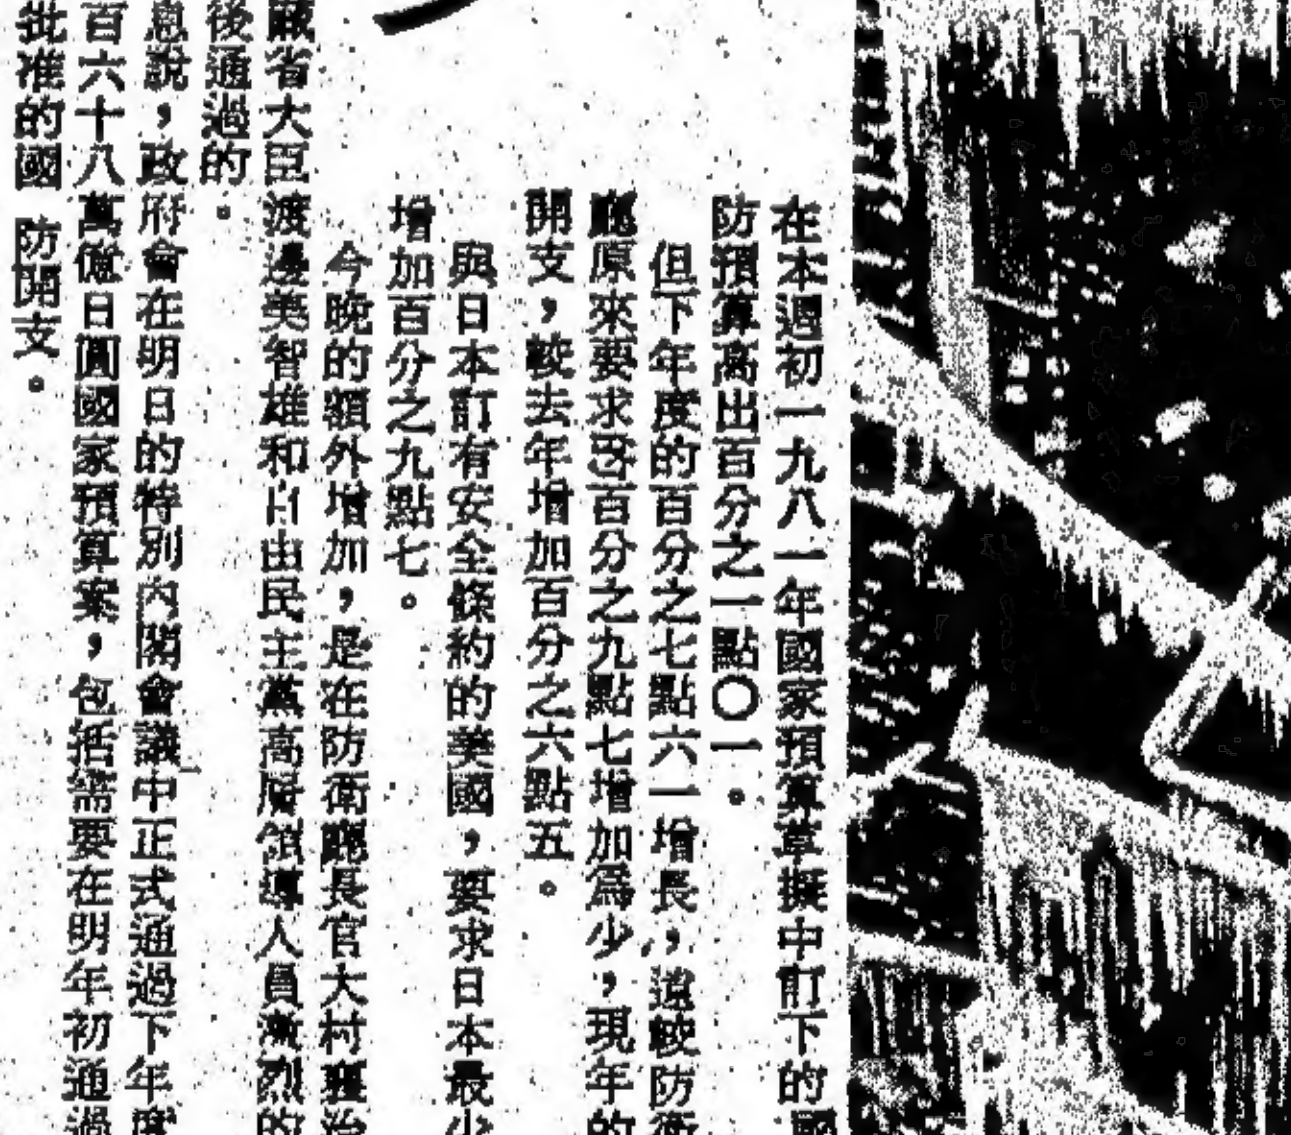 在本週初一九八一年國家預算草擬中訂下的國
防預算高出百分之一點〇一。
但下年度的百分之七點六一增長，遠較防衛
廳原來要求的百分之九點七增加為少，現年的
開支，較去年增加百分之六點五。
與日本訂有安全條約的美國，要求日本最少
增加百分之九點七。
今晚的額外增加，是在防衛廳長官大村襄治
藏省大臣渡邊美智雄和自由民主黨高層領導人員激烈的
後通過的。
息說，政府會在明日的特別內閣會議中正式通過下年度
百六十八萬億日圓國家預算案，包括需要在明年初通過
批准的國 防開支。